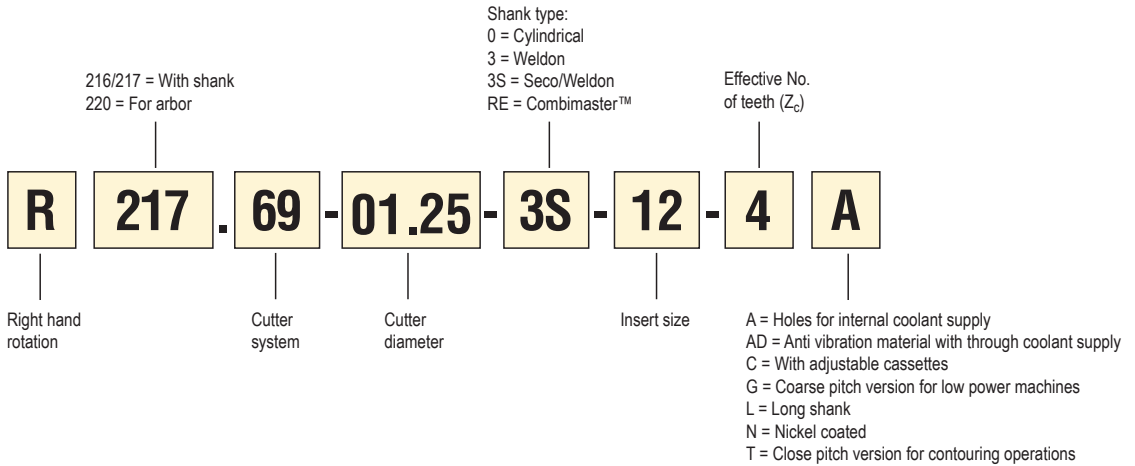 Shank type:
0 = Cylindrical
3 = Weldon
3S = Seco/Weldon
RE = Combimaster™
216/217 = With shank
220 = For arbor
Effective No.
of teeth (Zc)
R 217 . 69 - 01.25 - 3S - 12 - 4 A
Right hand
rotation
Cutter
system
Cutter
diameter
Insert size
A = Holes for internal coolant supply
AD = Anti vibration material with through coolant supply
C = With adjustable cassettes
G = Coarse pitch version for low power machines
L = Long shank
N = Nickel coated
T = Close pitch version for contouring operations